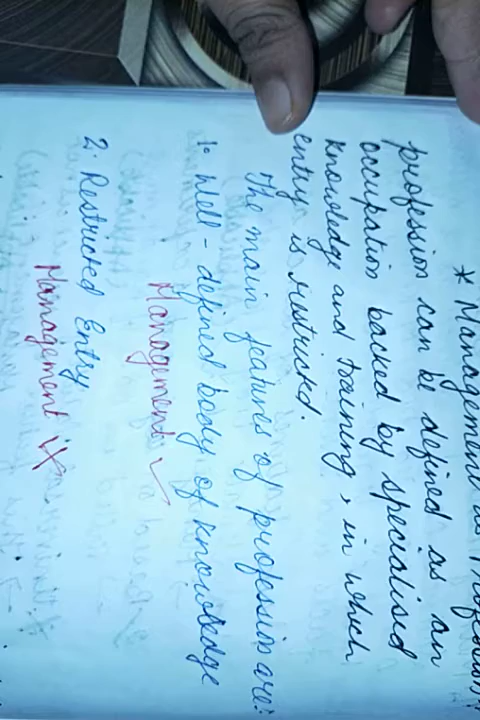 * Management as Profession:
profession can be defined as an
occupation backed by specialised
knowledge and training, in which
entry is restricted.
The main features of profession are:
1. Well-defined body of knowledge
Management ✓
2. Restricted Entry
Management X